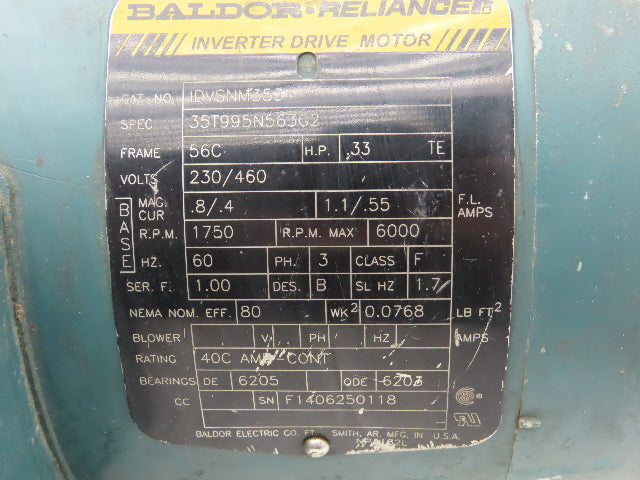 BALDOR • RELIANCE
INVERTER DRIVE MOTOR
CAT. NO. IDVSNM3534
SPEC 35T995N563G2
FRAME 56C H.P. .33 TE
VOLTS 230/460
MAG. CUR .8/.4 1.1/.55 F.L. AMPS
BASE R.P.M. 1750 R.P.M. MAX 6000
HZ. 60 PH. 3 CLASS F
SER. F. 1.00 DES. B SL HZ 1.7
NEMA NOM. EFF. 80 WK² 0.0768 LB FT²
BLOWER V PH HZ AMPS
RATING 40C AMB-CONT
BEARINGS DE 6205 ODE 6203
CC SN F1406250118
BALDOR ELECTRIC CO. FT. SMITH, AR. MFG. IN U.S.A.